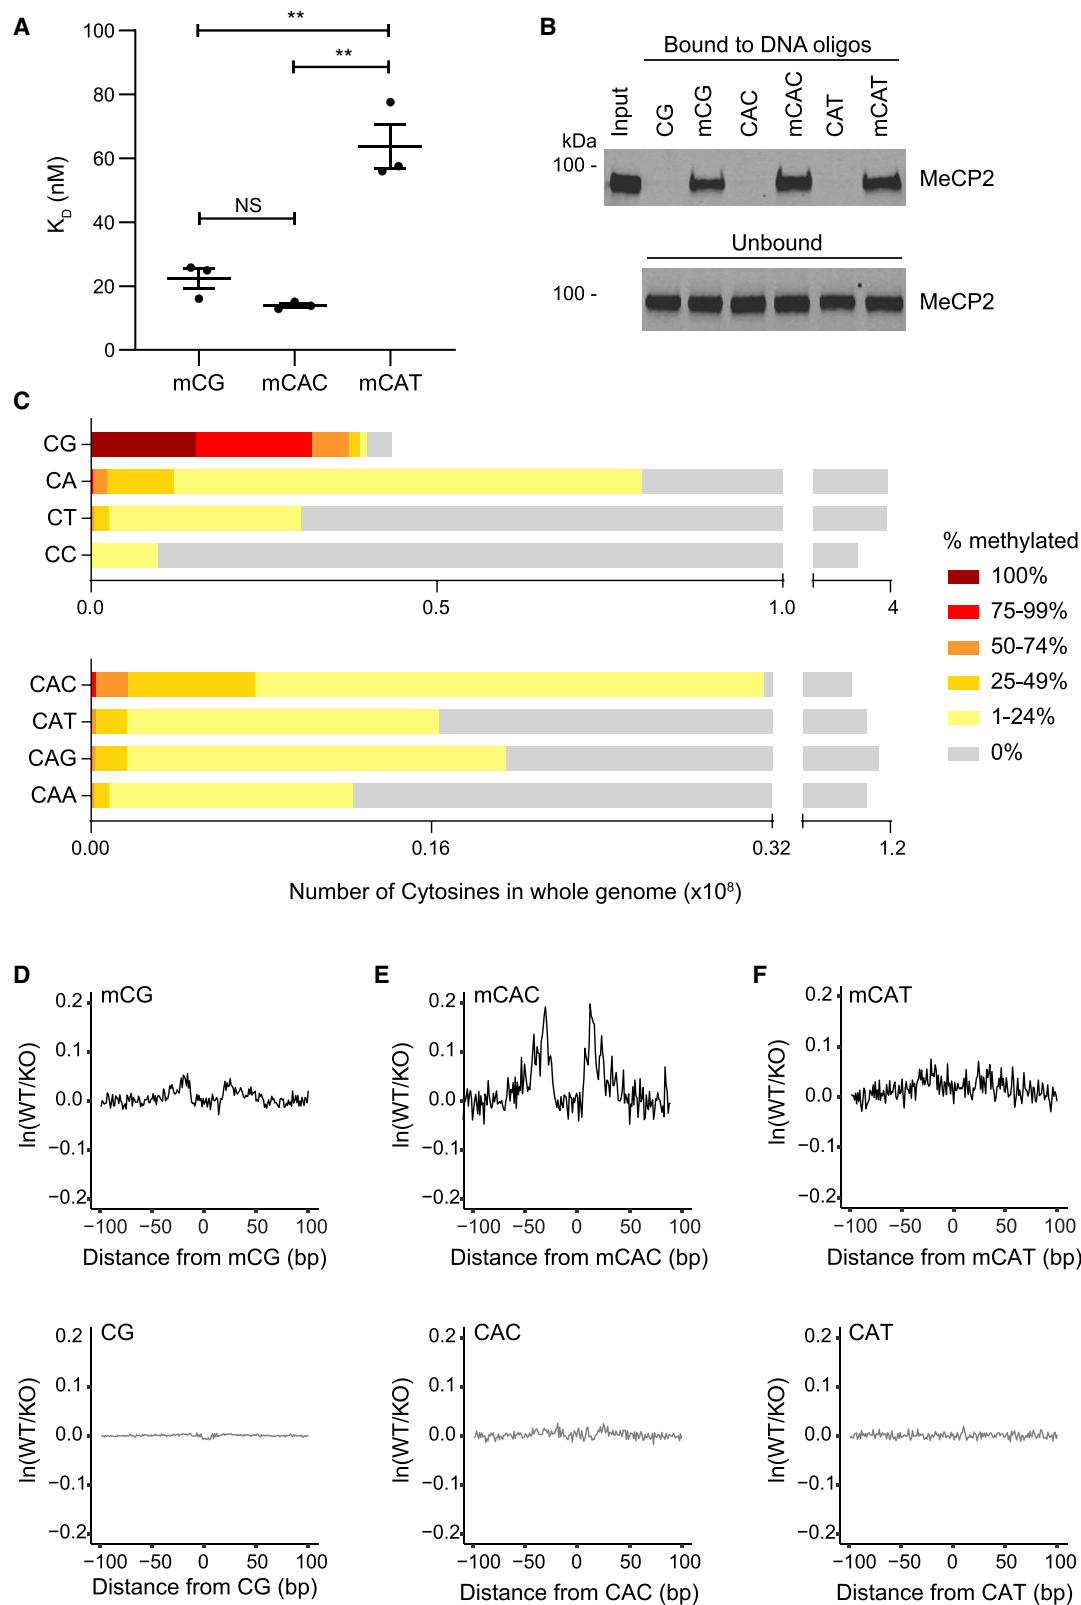 A
100
80
60
40
20
0
K_D (nM)
**
**
NS
mCG
mCAC
mCAT
B
Bound to DNA oligos
Input
CG
mCG
CAC
mCAC
CAT
mCAT
kDa
100 -
MeCP2
Unbound
100 -
MeCP2
C
CG
CA
CT
CC
0.0
0.5
1.0
4
CAC
CAT
CAG
CAA
0.00
0.16
0.32
1.2
Number of Cytosines in whole genome (x10⁸)
% methylated
100%
75-99%
50-74%
25-49%
1-24%
0%
D
mCG
0.2
0.1
0.0
−0.1
−0.2
ln(WT/KO)
−100 −50 0 50 100
Distance from mCG (bp)
E
mCAC
0.2
0.1
0.0
−0.1
−0.2
ln(WT/KO)
−100 −50 0 50 100
Distance from mCAC (bp)
F
mCAT
0.2
0.1
0.0
−0.1
−0.2
ln(WT/KO)
−100 −50 0 50 100
Distance from mCAT (bp)
CG
0.2
0.1
0.0
−0.1
−0.2
ln(WT/KO)
−100 −50 0 50 100
Distance from CG (bp)
CAC
0.2
0.1
0.0
−0.1
−0.2
ln(WT/KO)
−100 −50 0 50 100
Distance from CAC (bp)
CAT
0.2
0.1
0.0
−0.1
−0.2
ln(WT/KO)
−100 −50 0 50 100
Distance from CAT (bp)